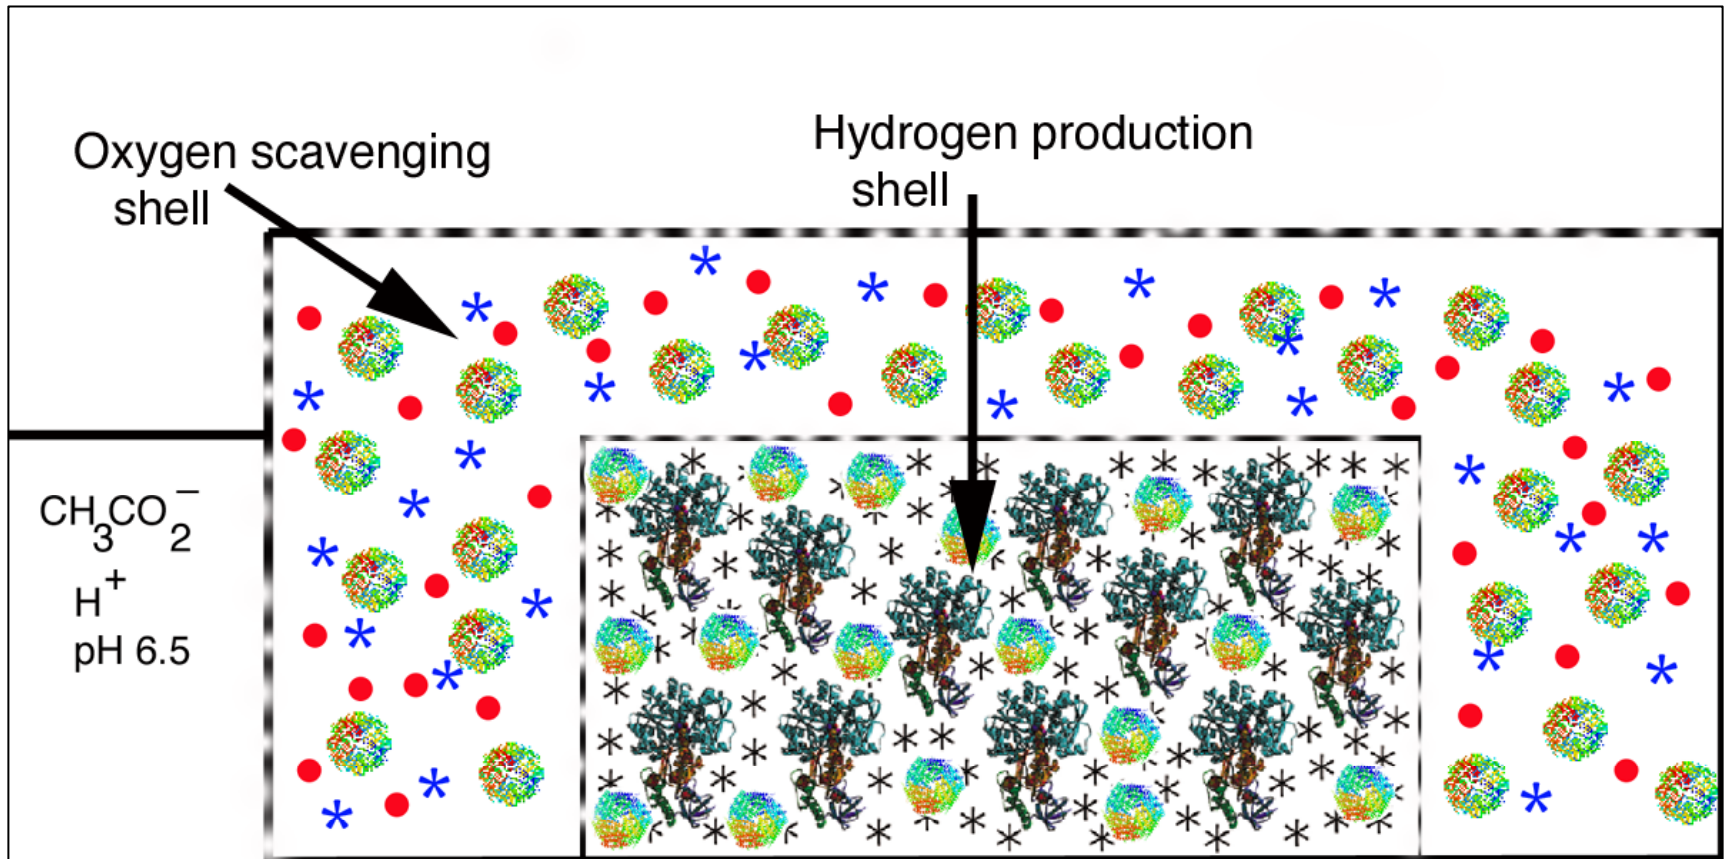 Oxygen scavenging
shell
Hydrogen production
shell
CH₃CO₂⁻
H⁺
pH 6.5